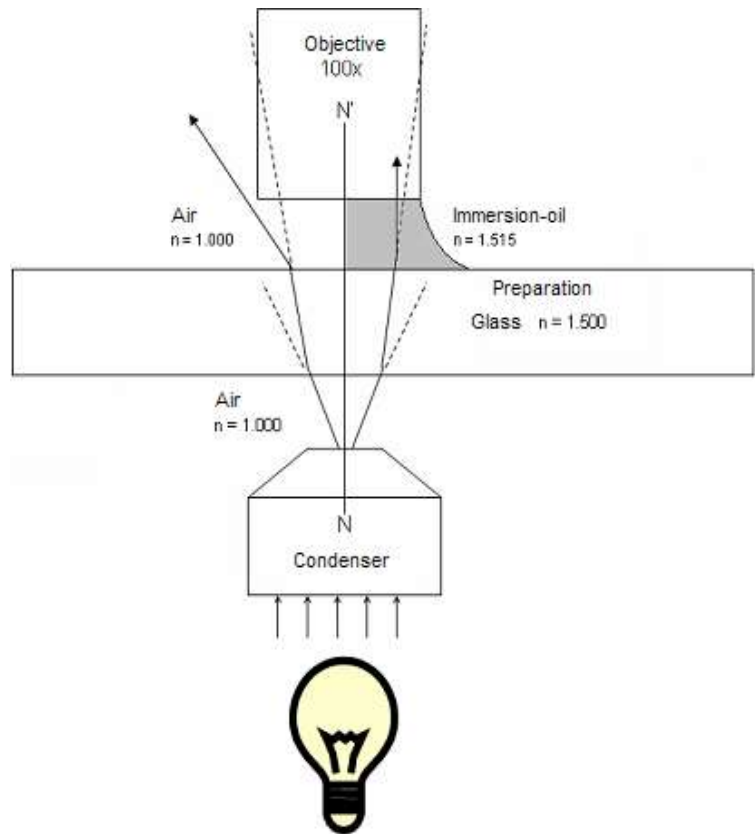 Objective
100x
N'
Air
n = 1.000
Immersion-oil
n = 1.515
Preparation
Glass n = 1.500
Air
n = 1.000
N
Condenser